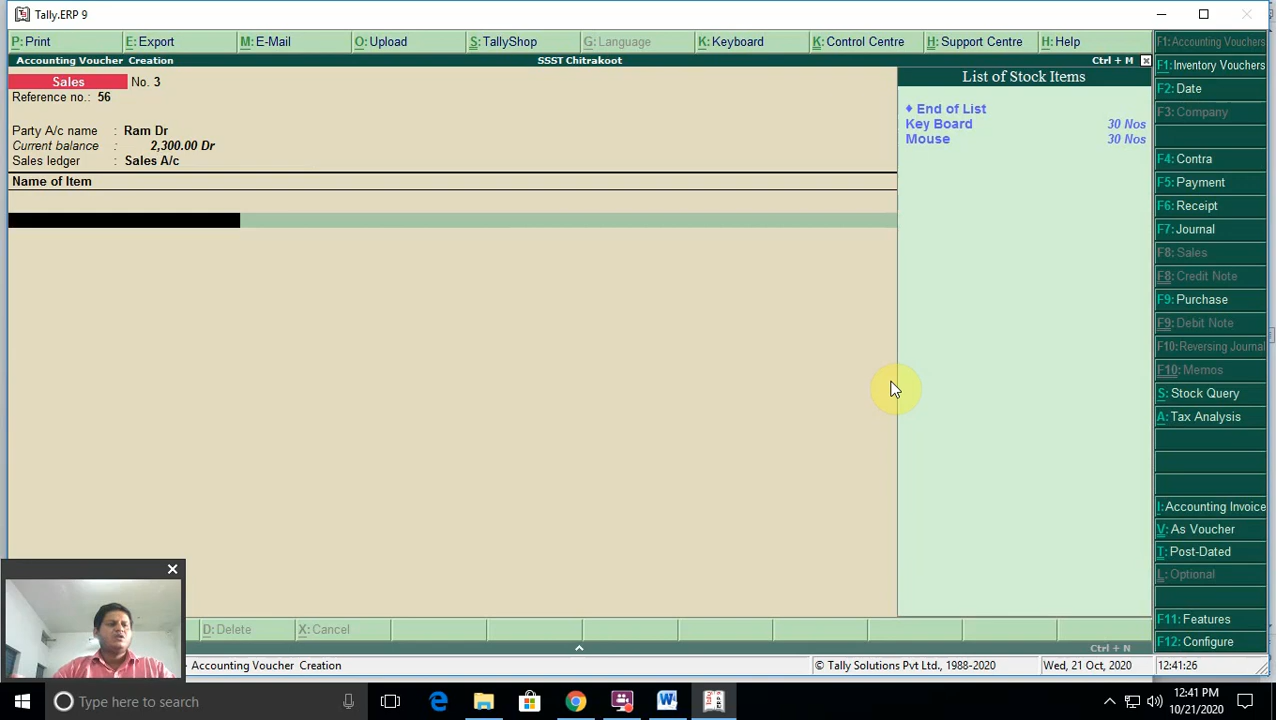 Tally.ERP 9
P: Print E: Export M: E-Mail O: Upload S: TallyShop G: Language K: Keyboard K: Control Centre H: Support Centre H: Help
Accounting Voucher Creation SSST Chitrakoot Ctrl + M
Sales No. 3
Reference no.: 56
Party A/c name : Ram Dr
Current balance : 2,300.00 Dr
Sales ledger : Sales A/c
Name of Item
List of Stock Items
♦ End of List
Key Board 30 Nos
Mouse 30 Nos
F1: Accounting Vouchers
F1: Inventory Vouchers
F2: Date
F3: Company
F4: Contra
F5: Payment
F6: Receipt
F7: Journal
F8: Sales
F8: Credit Note
F9: Purchase
F9: Debit Note
F10: Reversing Journal
F10: Memos
S: Stock Query
A: Tax Analysis
I: Accounting Invoice
V: As Voucher
T: Post-Dated
L: Optional
F11: Features
F12: Configure
D: Delete X: Cancel
Ctrl + N
Accounting Voucher Creation © Tally Solutions Pvt Ltd., 1988-2020 Wed, 21 Oct, 2020 12:41:26
Type here to search
12:41 PM
10/21/2020